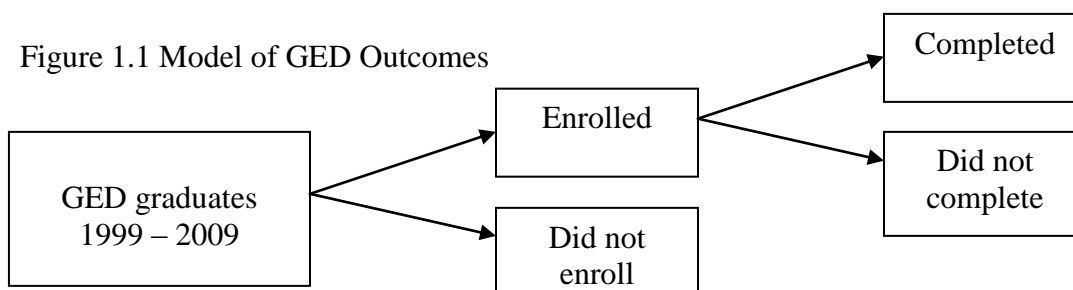 Figure 1.1 Model of GED Outcomes
GED graduates
1999 – 2009
Enrolled
Did not
enroll
Completed
Did not
complete